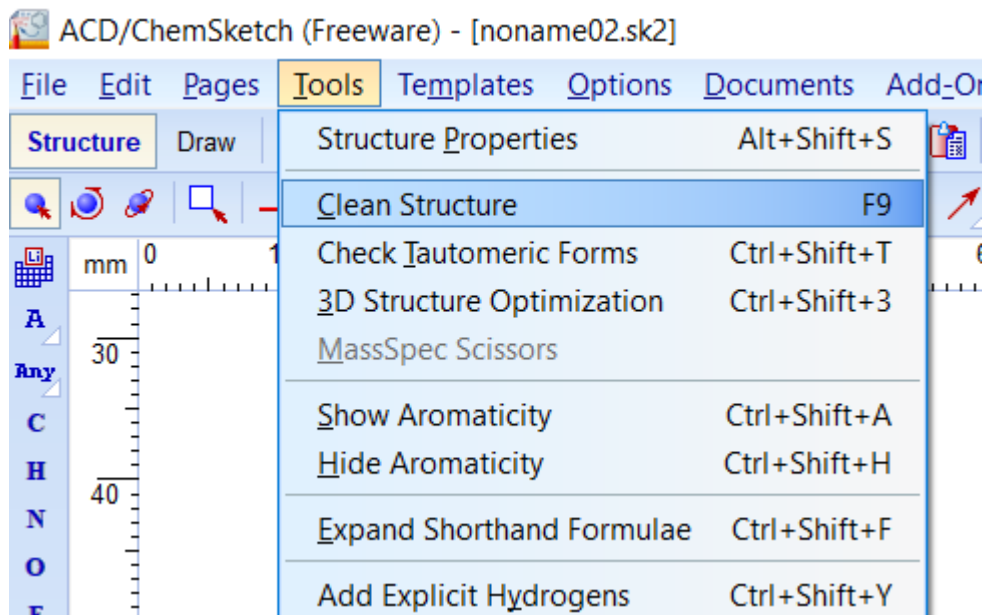 ACD/ChemSketch (Freeware) - [noname02.sk2]
File Edit Pages Tools Templates Options Documents
Structure Draw
Structure Properties Alt+Shift+S
Clean Structure F9
Check Tautomeric Forms Ctrl+Shift+T
3D Structure Optimization Ctrl+Shift+3
MassSpec Scissors
Show Aromaticity Ctrl+Shift+A
Hide Aromaticity Ctrl+Shift+H
Expand Shorthand Formulae Ctrl+Shift+F
Add Explicit Hydrogens Ctrl+Shift+Y
Li
mm 0
A
30
Any
C
H
40
N
O